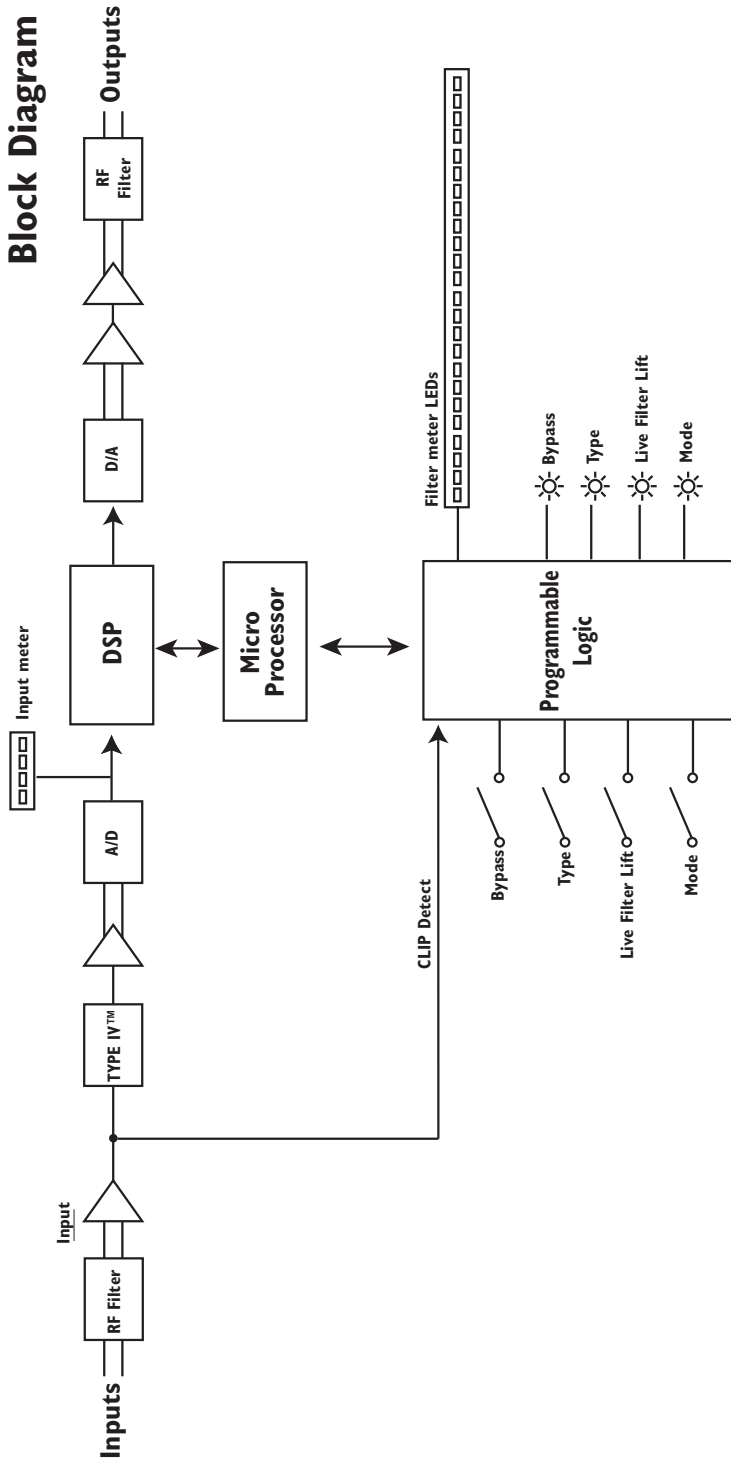 Block Diagram
Inputs
RF Filter
Input
TYPE IV™
A/D
Input meter
DSP
D/A
RF
Filter
Outputs
Micro
Processor
CLIP Detect
Programmable
Logic
Filter meter LEDs
Bypass
Type
Live Filter Lift
Mode
Bypass
Type
Live Filter Lift
Mode